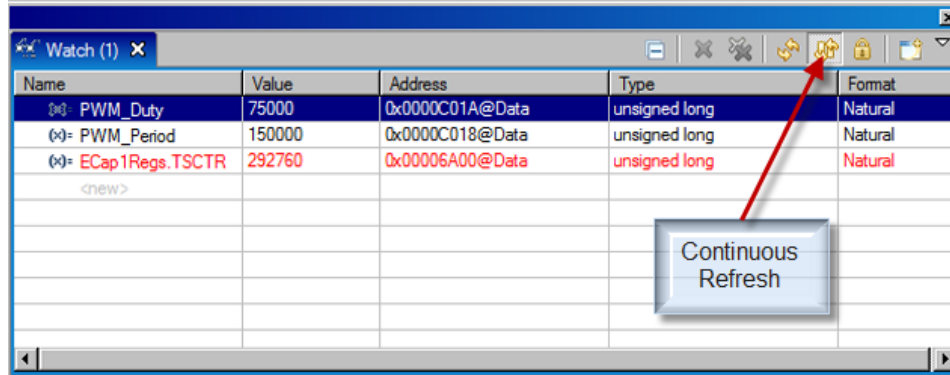 Watch (1)
Name Value Address Type Format
(x)= PWM_Duty 75000 0x0000C01A@Data unsigned long Natural
(x)= PWM_Period 150000 0x0000C018@Data unsigned long Natural
(x)= ECap1Regs.TSCTR 292760 0x00006A00@Data unsigned long Natural
<new>
Continuous
Refresh